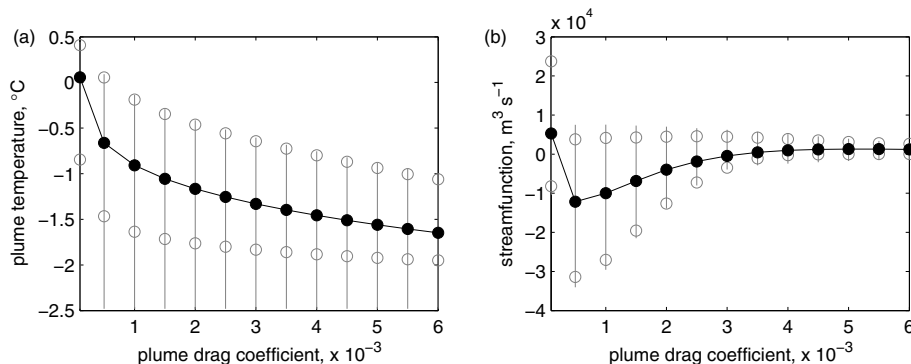 (a)
0.5
0
−0.5
−1
−1.5
−2
−2.5
plume temperature, °C
1 2 3 4 5 6
plume drag coefficient, x 10⁻³
(b)
x 10⁴
3
2
1
0
−1
−2
−3
−4
streamfunction, m³ s⁻¹
1 2 3 4 5 6
plume drag coefficient, x 10⁻³